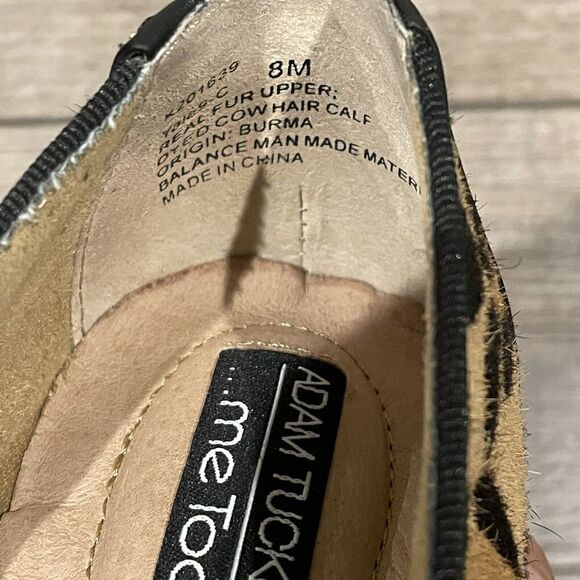 K201639 8M
REAL FUR UPPER:
DYED COW HAIR CALF
ORIGIN: BURMA
BALANCE MAN MADE MATERI
MADE IN CHINA
ADAM TUCK
...me Too